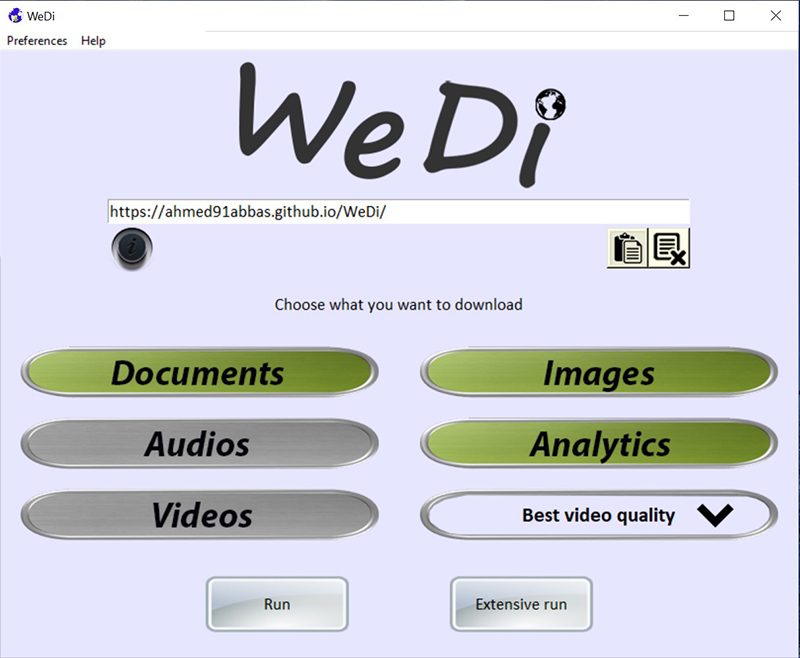 WeDi
Preferences Help
WeDi
https://ahmed91abbas.github.io/WeDi/
i
Choose what you want to download
Documents
Images
Audios
Analytics
Videos
Best video quality
Run
Extensive run